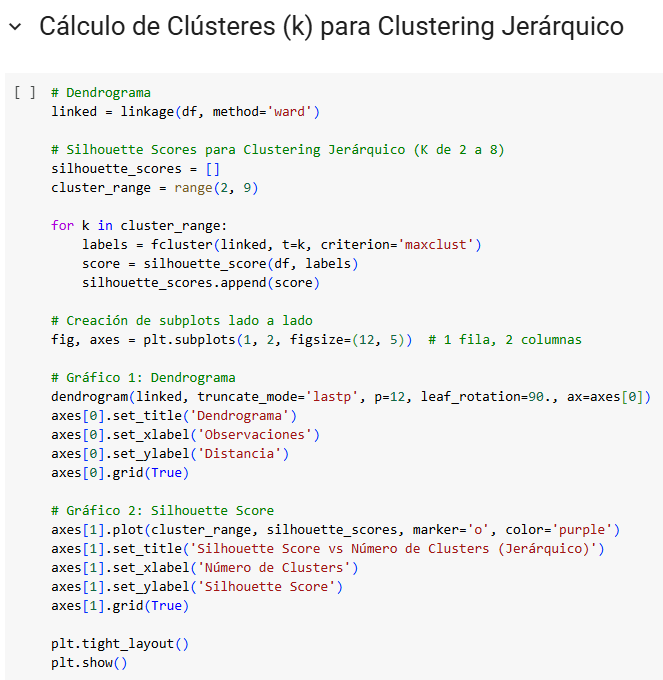 Cálculo de Clústeres (k) para Clustering Jerárquico
[ ] # Dendrograma
linked = linkage(df, method='ward')
# Silhouette Scores para Clustering Jerárquico (K de 2 a 8)
silhouette_scores = []
cluster_range = range(2, 9)
for k in cluster_range:
    labels = fcluster(linked, t=k, criterion='maxclust')
    score = silhouette_score(df, labels)
    silhouette_scores.append(score)
# Creación de subplots lado a lado
fig, axes = plt.subplots(1, 2, figsize=(12, 5))  # 1 fila, 2 columnas
# Gráfico 1: Dendrograma
dendrogram(linked, truncate_mode='lastp', p=12, leaf_rotation=90., ax=axes[0])
axes[0].set_title('Dendrograma')
axes[0].set_xlabel('Observaciones')
axes[0].set_ylabel('Distancia')
axes[0].grid(True)
# Gráfico 2: Silhouette Score
axes[1].plot(cluster_range, silhouette_scores, marker='o', color='purple')
axes[1].set_title('Silhouette Score vs Número de Clusters (Jerárquico)')
axes[1].set_xlabel('Número de Clusters')
axes[1].set_ylabel('Silhouette Score')
axes[1].grid(True)
plt.tight_layout()
plt.show()